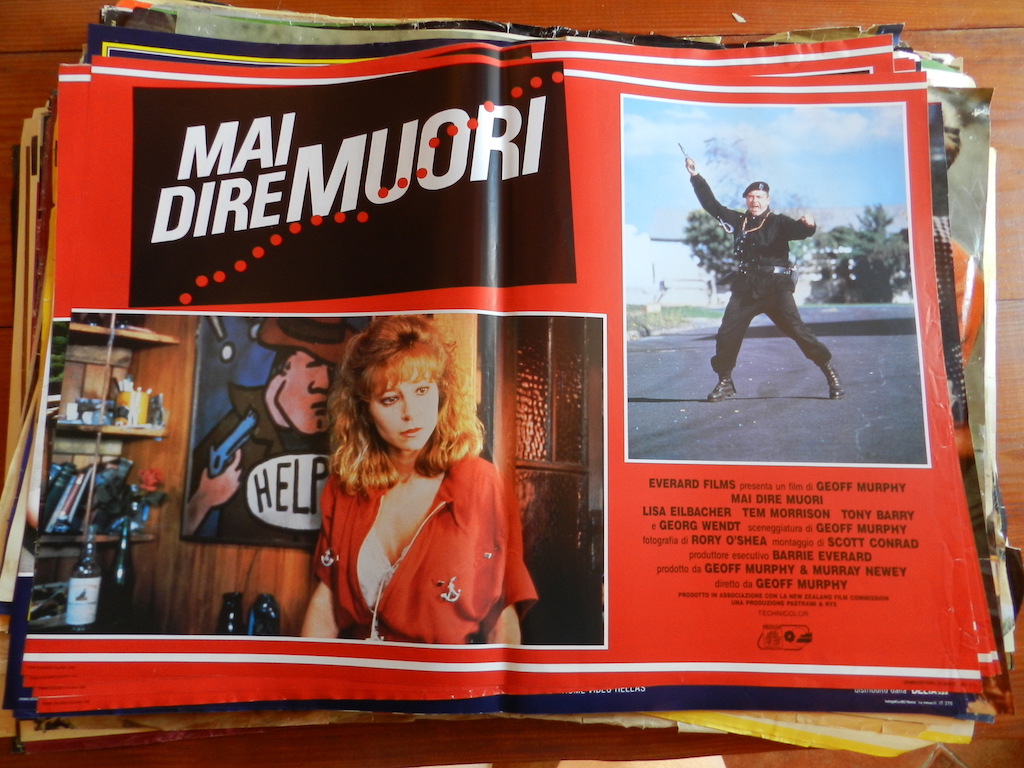 MAI
DIRE MUORI
HELP
EVERARD FILMS presenta un film di GEOFF MURPHY
MAI DIRE MUORI
LISA EILBACHER TEM MORRISON TONY BARRY
e GEORG WENDT sceneggiatura di GEOFF MURPHY
fotografia di RORY O'SHEA montaggio di SCOTT CONRAD
produttore esecutivo BARRIE EVERARD
prodotto da GEOFF MURPHY & MURRAY NEWEY
diretto da GEOFF MURPHY
PRODOTTO IN ASSOCIAZIONE CON LA NEW ZEALAND FILM COMMISSION
UNA PRODUZIONE PASTRAMI & RYE
TECHNICOLOR
HOME VIDEO HELLAS
distribuito dalla